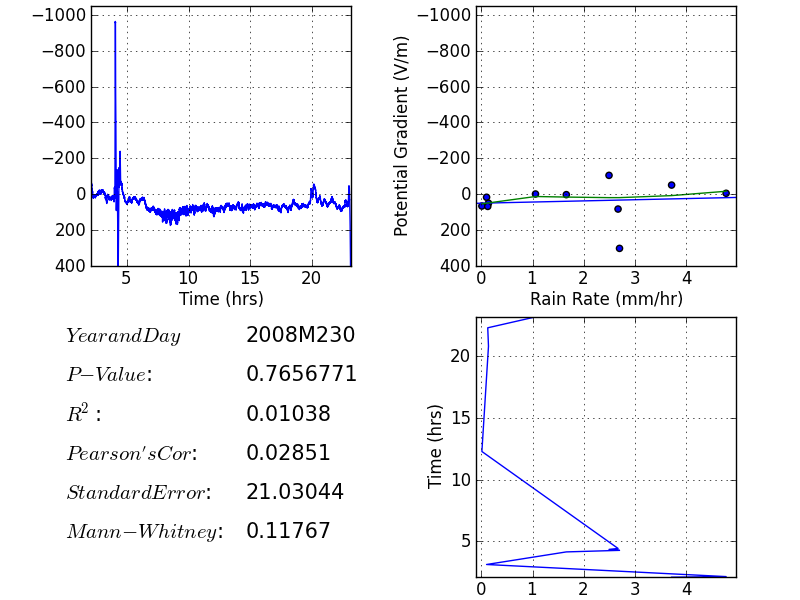 −1000
−800
−600
−400
−200
0
200
400
5 10 15 20
Time (hrs)
Potential Gradient (V/m)
−1000
−800
−600
−400
−200
0
200
400
0 1 2 3 4
Rain Rate (mm/hr)
YearandDay 2008M230
P−Value: 0.7656771
R²: 0.01038
Pearson'sCor: 0.02851
StandardError: 21.03044
Mann−Whitney: 0.11767
Time (hrs)
20
15
10
5
0 1 2 3 4